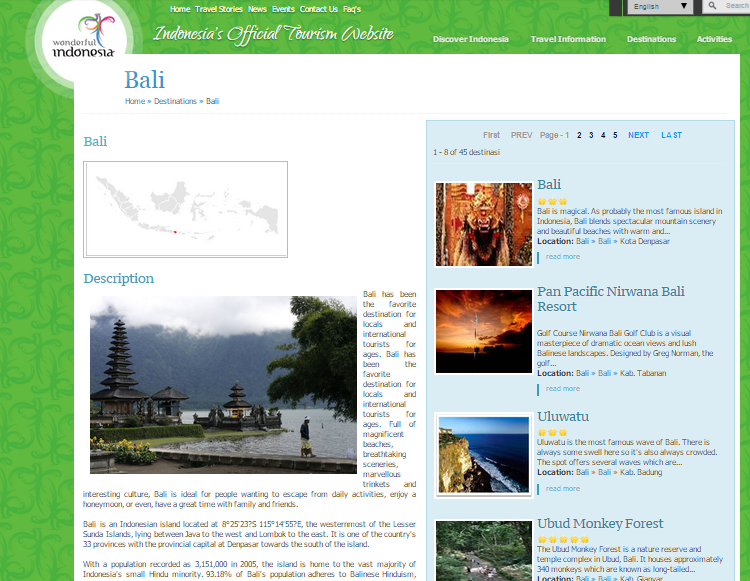 Home Travel Stories News Events Contact Us Faq's
English
Search
wonderful
indonesia
Indonesia's Official Tourism Website
Discover Indonesia Travel Information Destinations Activities
Bali
Home » Destinations » Bali
Bali
Description
Bali has been
the favorite
destination for
locals and
international
tourists for
ages. Bali has
been the
favorite
destination for
locals and
international
tourists for
ages. Full of
magnificent
beaches,
breathtaking
sceneries,
marvellous
trinkets and
interesting culture, Bali is ideal for people wanting to escape from daily activities, enjoy a
honeymoon, or even, have a great time with family and friends.
Bali is an Indonesian island located at 8°25′23?S 115°14′55?E, the westernmost of the Lesser
Sunda Islands, lying between Java to the west and Lombok to the east. It is one of the country's
33 provinces with the provincial capital at Denpasar towards the south of the island.
With a population recorded as 3,151,000 in 2005, the island is home to the vast majority of
Indonesia's small Hindu minority. 93.18% of Bali's population adheres to Balinese Hinduism,
First PREV Page - 1 2 3 4 5 NEXT LAST
1 - 8 of 45 destinasi
Bali
Bali is magical. As probably the most famous island in
Indonesia, Bali blends spectacular mountain scenery
and beautiful beaches with warm and...
Location: Bali » Bali » Kota Denpasar
read more
Pan Pacific Nirwana Bali
Resort
Golf Course Nirwana Bali Golf Club is a visual
masterpiece of dramatic ocean views and lush
Balinese landscapes. Designed by Greg Norman, the
golf...
Location: Bali » Bali » Kab. Tabanan
read more
Uluwatu
Uluwatu is the most famous wave of Bali. There is
always some swell here so it's also always crowded.
The spot offers several waves which are...
Location: Bali » Bali » Kab. Badung
read more
Ubud Monkey Forest
The Ubud Monkey Forest is a nature reserve and
temple complex in Ubud, Bali. It houses approximately
340 monkeys which are known as long-tailed...
Location: Bali » Bali » Kab. Gianyar